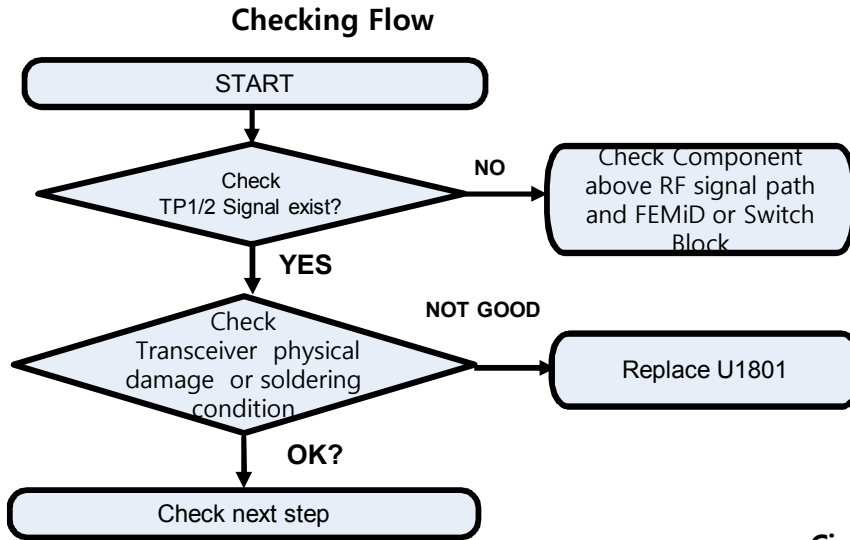 Checking Flow
START
Check
TP1/2 Signal exist?
NO
Check Component
above RF signal path
and FEMiD or Switch
Block
YES
Check
Transceiver physical
damage or soldering
condition
NOT GOOD
Replace U1801
OK?
Check next step
Ci